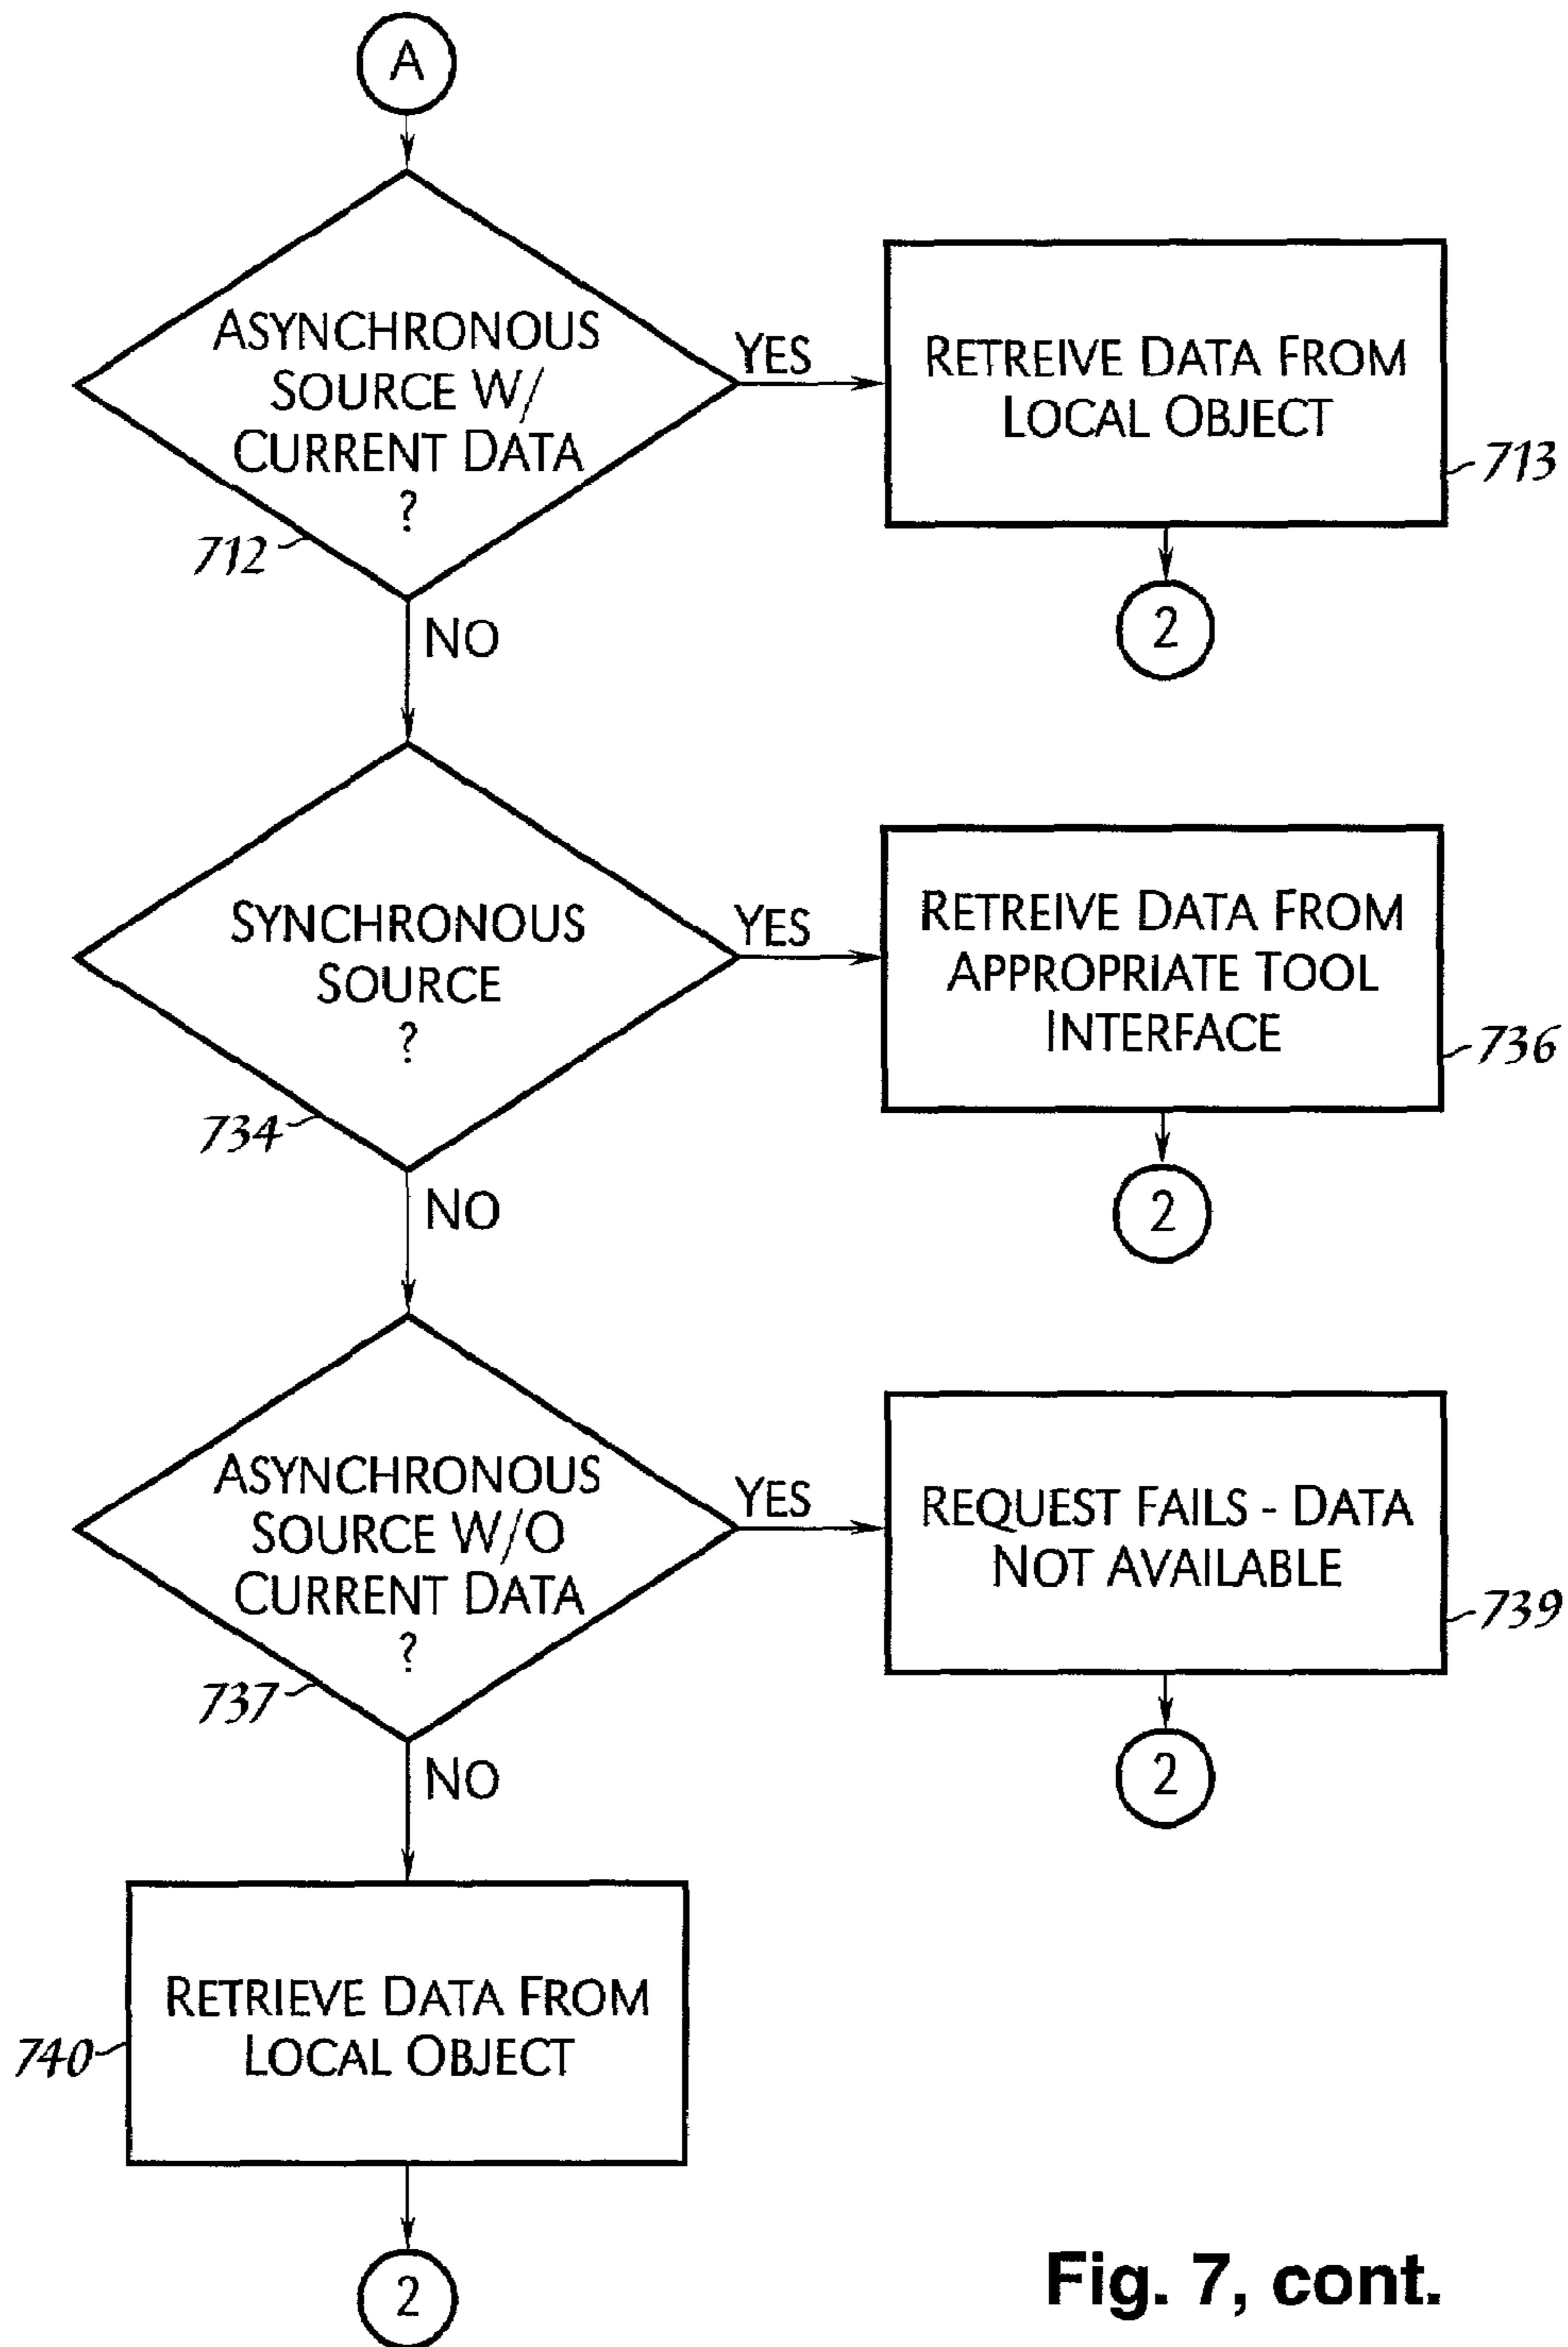 A
ASYNCHRONOUS
SOURCE W/
CURRENT DATA
?
712
YES
RETREIVE DATA FROM
LOCAL OBJECT
713
2
NO
SYNCHRONOUS
SOURCE
?
734
YES
RETREIVE DATA FROM
APPROPRIATE TOOL
INTERFACE
736
2
NO
ASYNCHRONOUS
SOURCE W/O
CURRENT DATA
?
737
YES
REQUEST FAILS - DATA
NOT AVAILABLE
739
2
NO
RETRIEVE DATA FROM
LOCAL OBJECT
740
2
Fig. 7, cont.